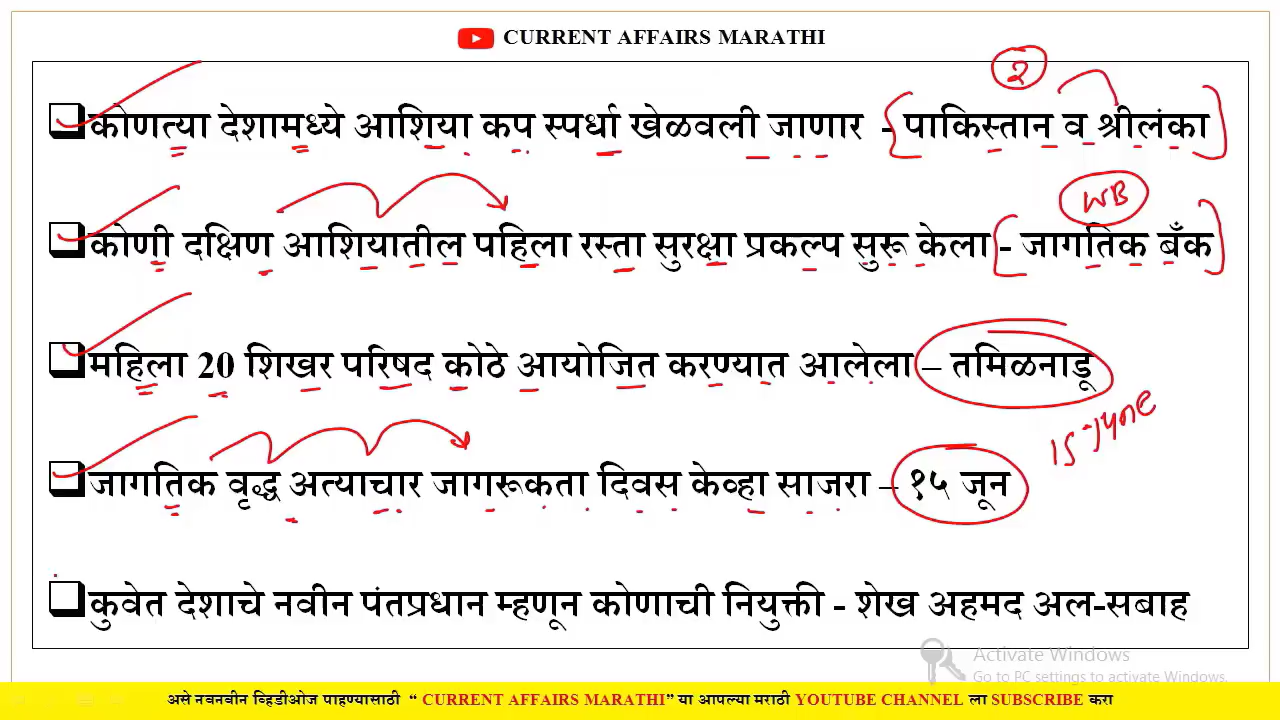 CURRENT AFFAIRS MARATHI
2
कोणत्या देशामध्ये आशिया कप स्पर्धा खेळवली जाणार - पाकिस्तान व श्रीलंका
WB
कोणी दक्षिण आशियातील पहिला रस्ता सुरक्षा प्रकल्प सुरू केला - जागतिक बँक
महिला 20 शिखर परिषद कोठे आयोजित करण्यात आलेला – तमिळनाडू
15 June
जागतिक वृद्ध अत्याचार जागरूकता दिवस केव्हा साजरा – १५ जून
कुवेत देशाचे नवीन पंतप्रधान म्हणून कोणाची नियुक्ती - शेख अहमद अल-सबाह
Activate Windows
Go to PC settings to activate Windows.
असे नवनवीन व्हिडीओज पाहण्यासाठी “ CURRENT AFFAIRS MARATHI” या आपल्या मराठी YOUTUBE CHANNEL ला SUBSCRIBE करा